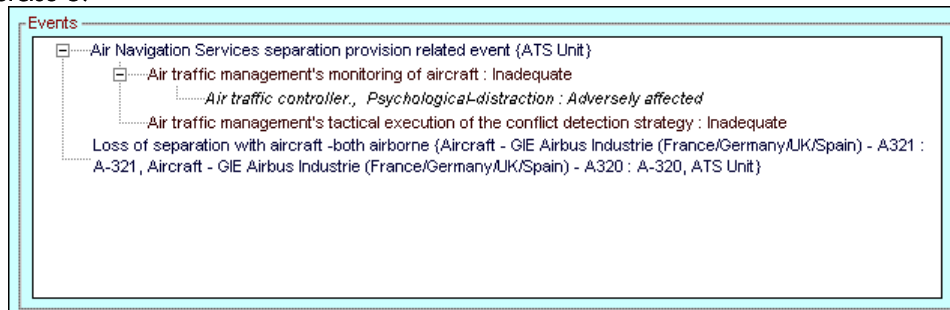 Events
Air Navigation Services separation provision related event {ATS Unit}
Air traffic management's monitoring of aircraft : Inadequate
Air traffic controller., Psychological-distraction : Adversely affected
Air traffic management's tactical execution of the conflict detection strategy : Inadequate
Loss of separation with aircraft -both airborne {Aircraft - GIE Airbus Industrie (France/Germany/UK/Spain) - A321 :
A-321, Aircraft - GIE Airbus Industrie (France/Germany/UK/Spain) - A320 : A-320, ATS Unit}